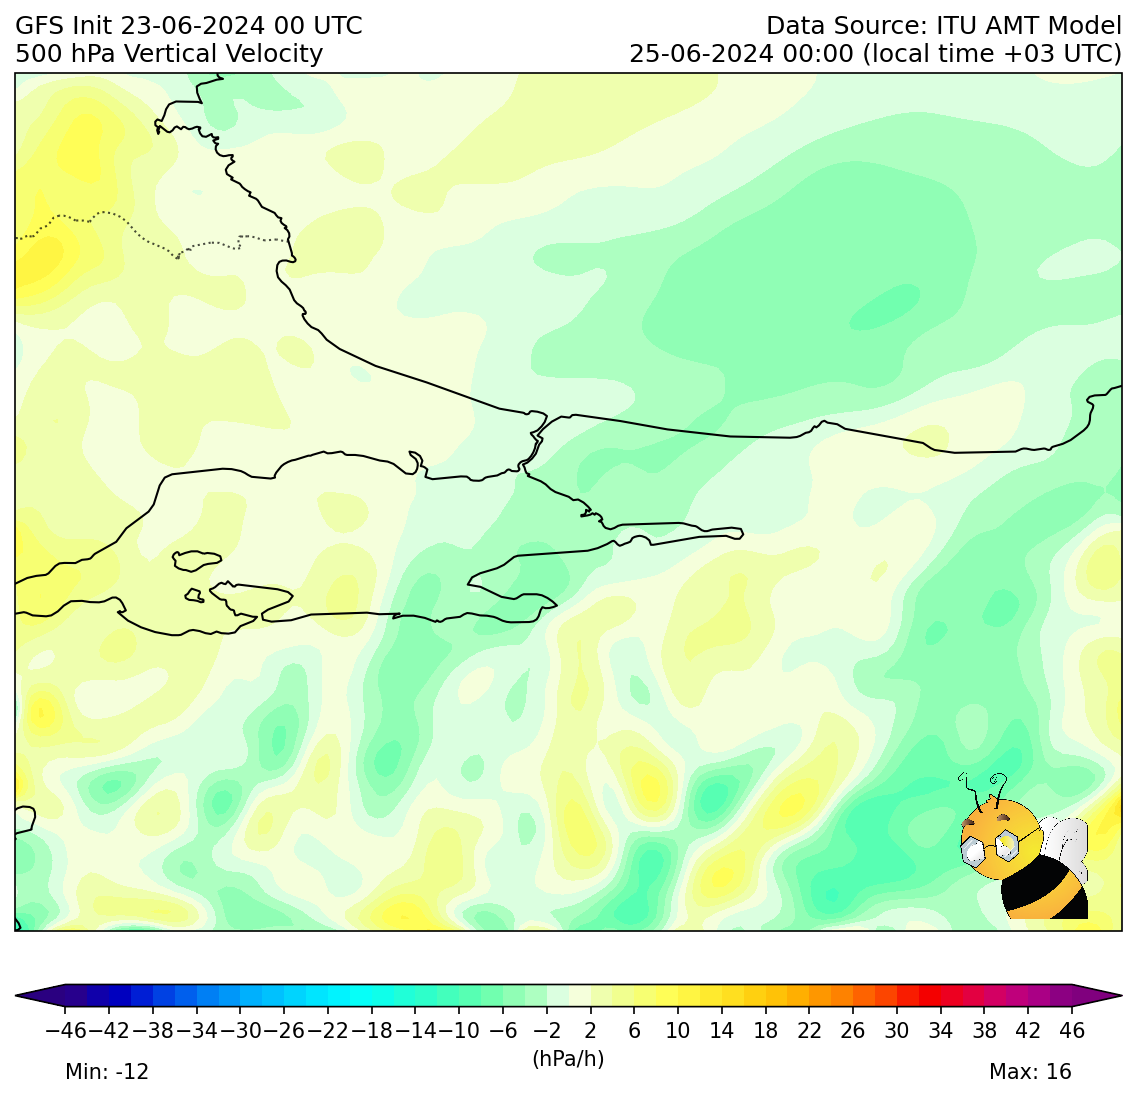 GFS Init 23-06-2024 00 UTC
Data Source: ITU AMT Model
500 hPa Vertical Velocity
25-06-2024 00:00 (local time +03 UTC)
−46 −42 −38 −34 −30 −26 −22 −18 −14 −10 −6 −2 2 6 10 14 18 22 26 30 34 38 42 46
(hPa/h)
Min: -12
Max: 16